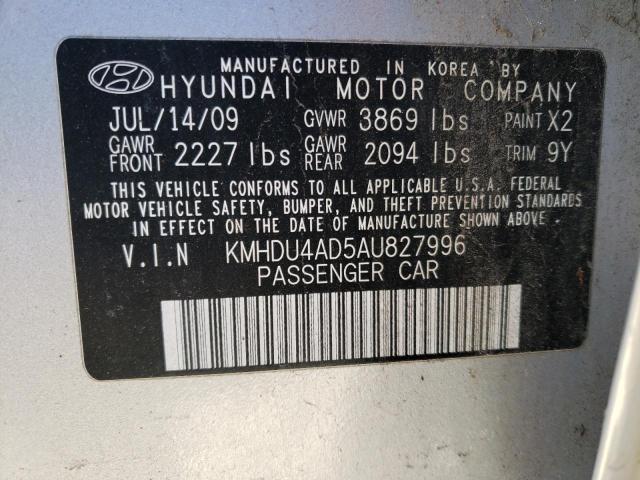 MANUFACTURED IN KOREA BY
HYUNDAI MOTOR COMPANY
JUL/14/09 GVWR 3869 lbs PAINT X2
GAWR FRONT 2227 lbs GAWR REAR 2094 lbs TRIM 9Y
THIS VEHICLE CONFORMS TO ALL APPLICABLE U.S.A. FEDERAL
MOTOR VEHICLE SAFETY, BUMPER, AND THEFT PREVENTION STANDARDS
IN EFFECT ON THE DATE OF MANUFACTURE SHOWN ABOVE.
V.I.N KMHDU4AD5AU827996
PASSENGER CAR